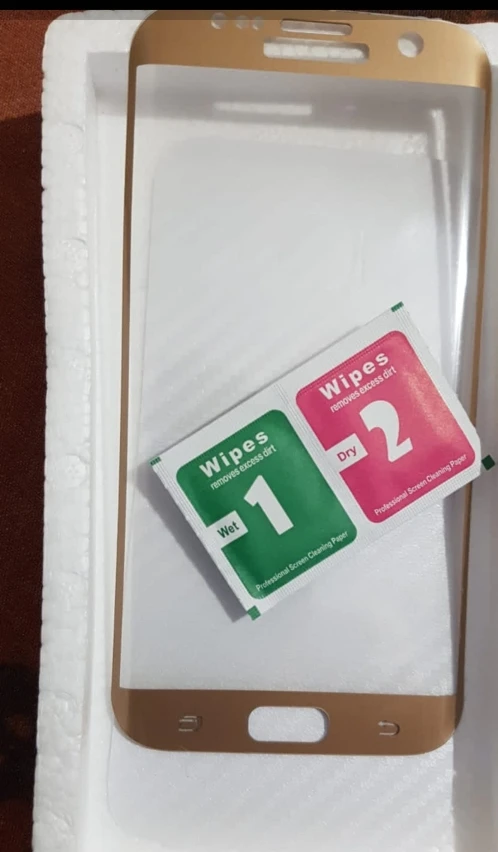 Wipes
removes excess dirt
Wet
1
Professional Screen Cleaning Paper
Wipes
removes excess dirt
Dry
2
Professional Screen Cleaning Paper